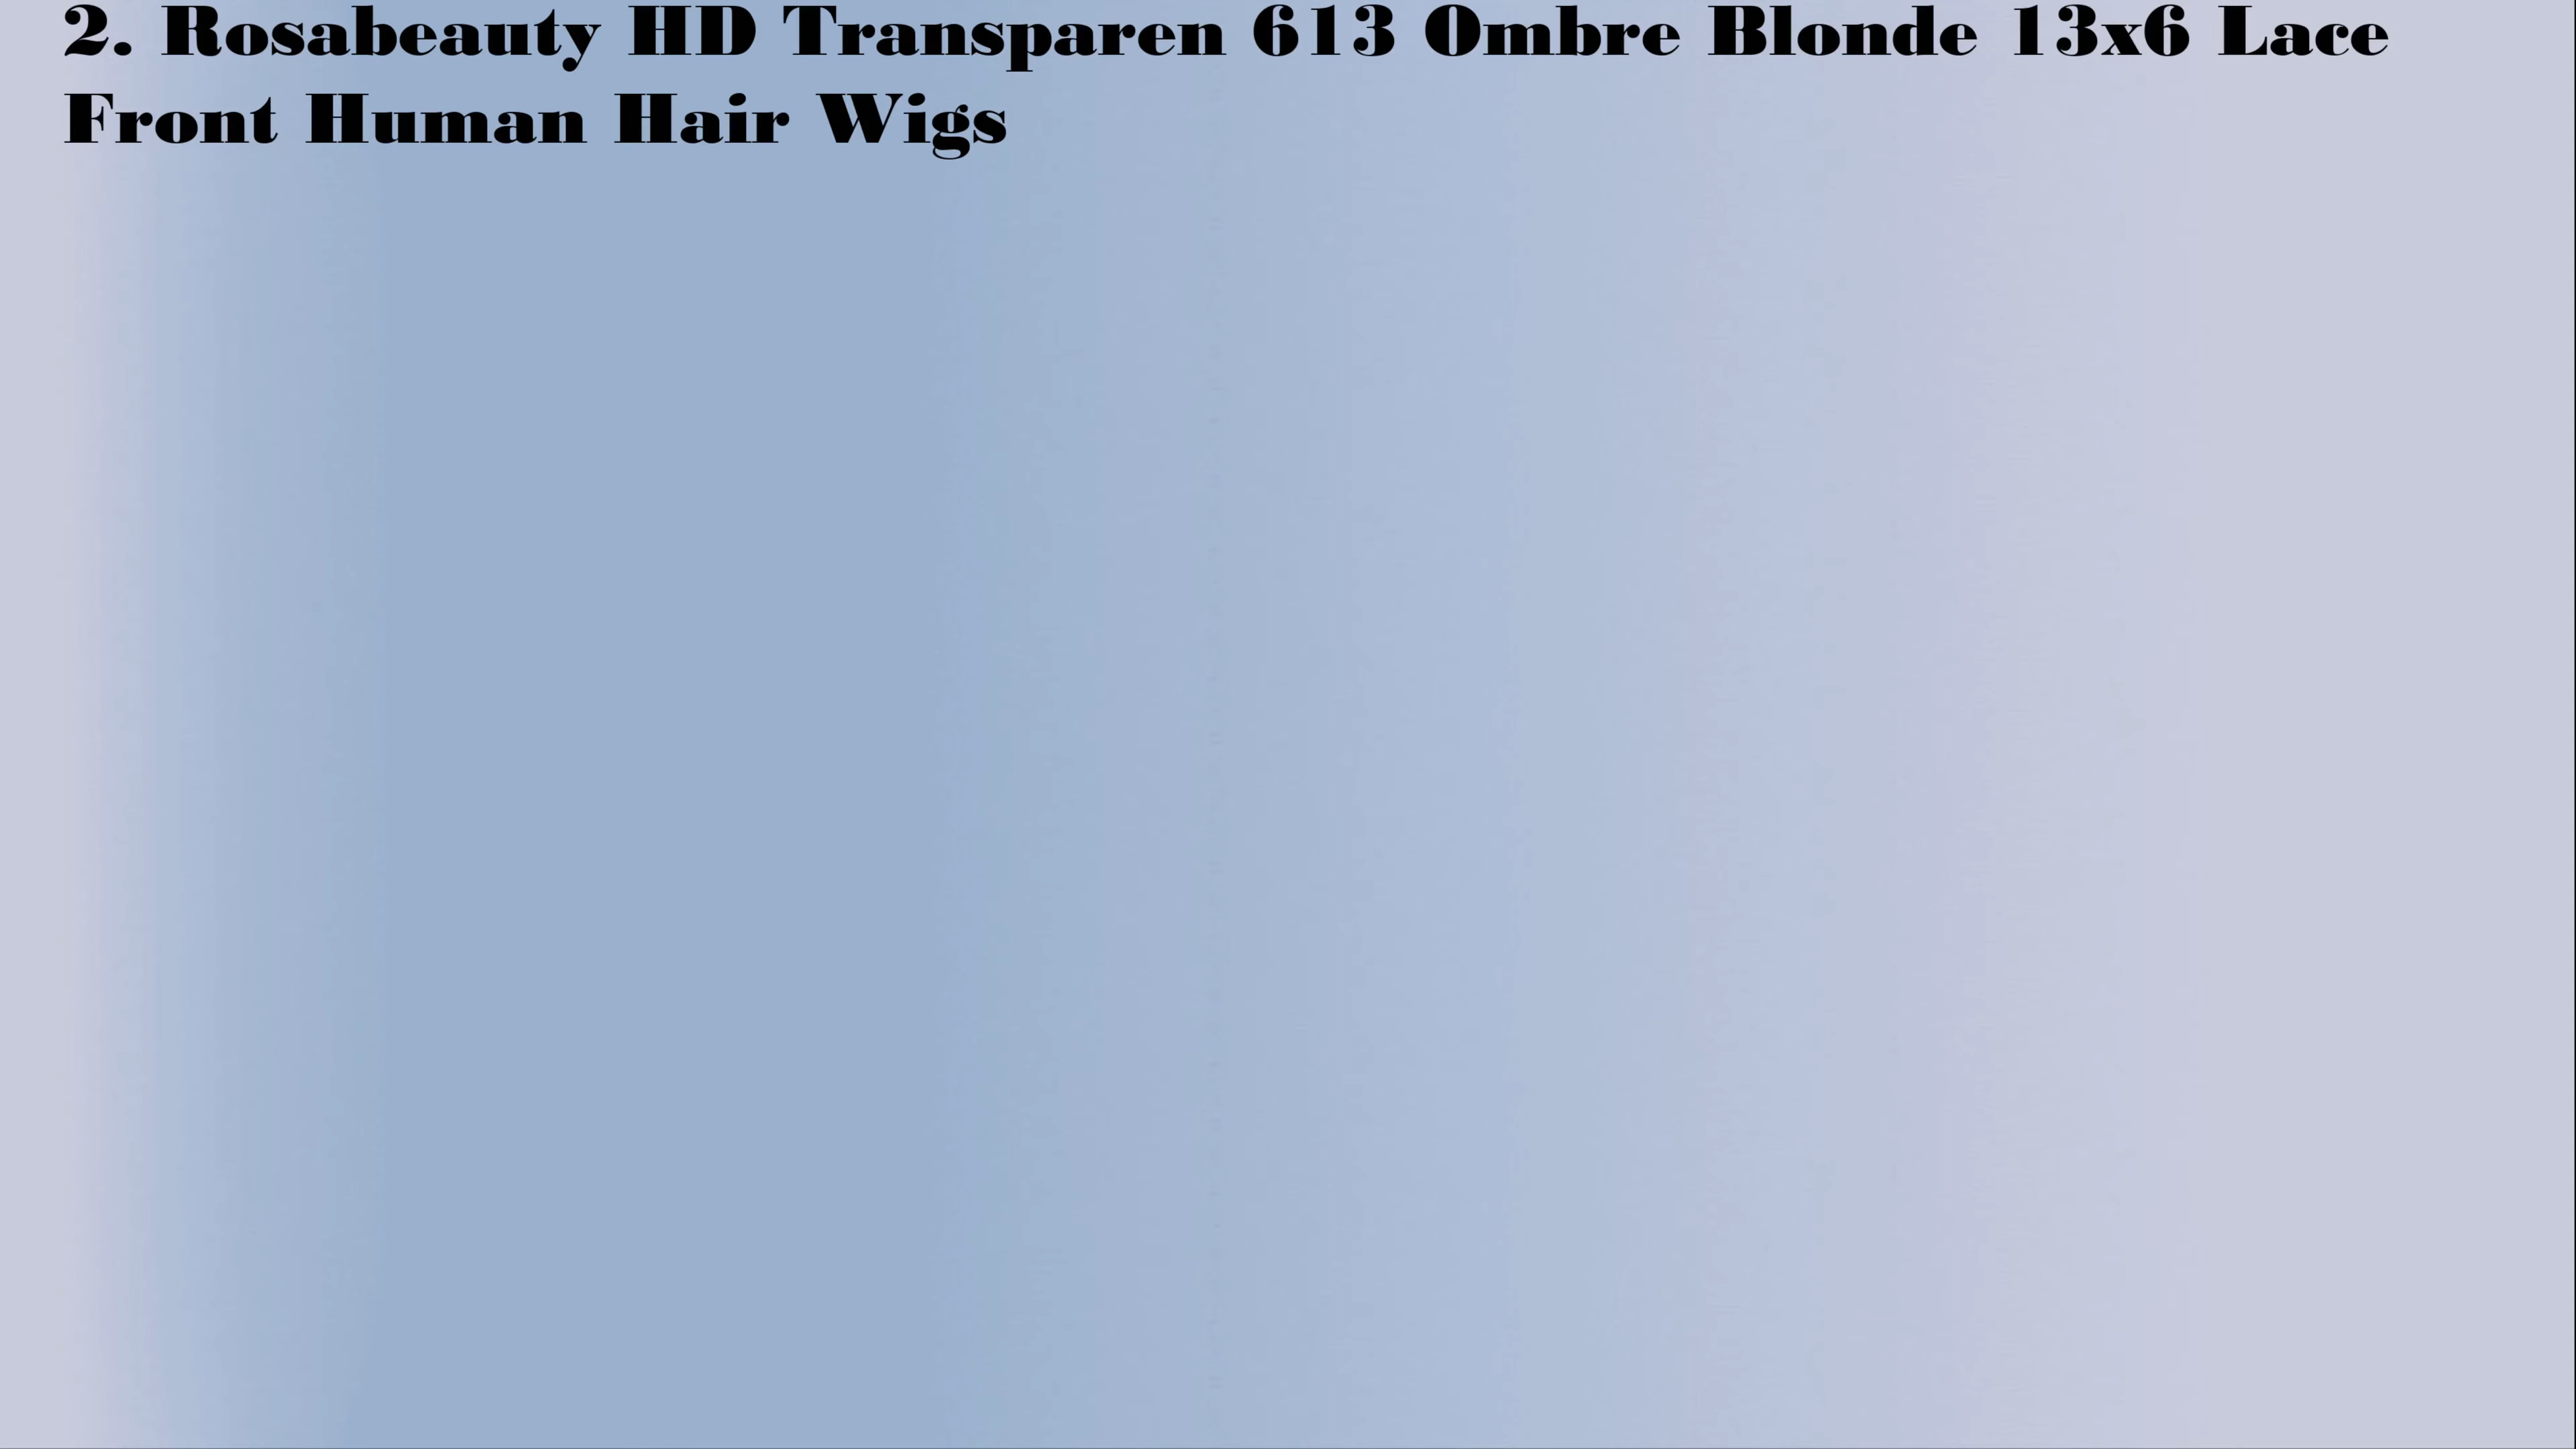 2. Rosabeauty HD Transparen 613 Ombre Blonde 13x6 Lace
Front Human Hair Wigs